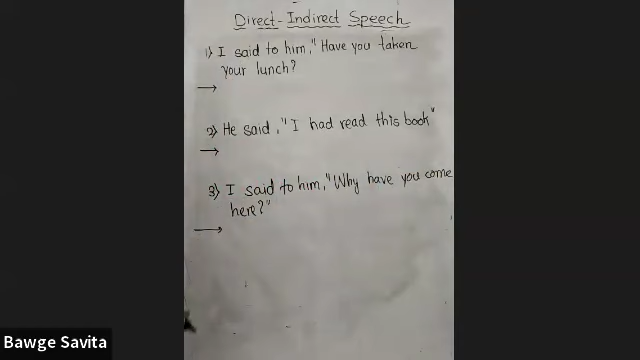 Direct-Indirect Speech
1) I said to him, "Have you taken
your lunch?
→
2) He said, "I had read this book"
→
3) I said to him, "Why have you come
here?"
→
Bawge Savita